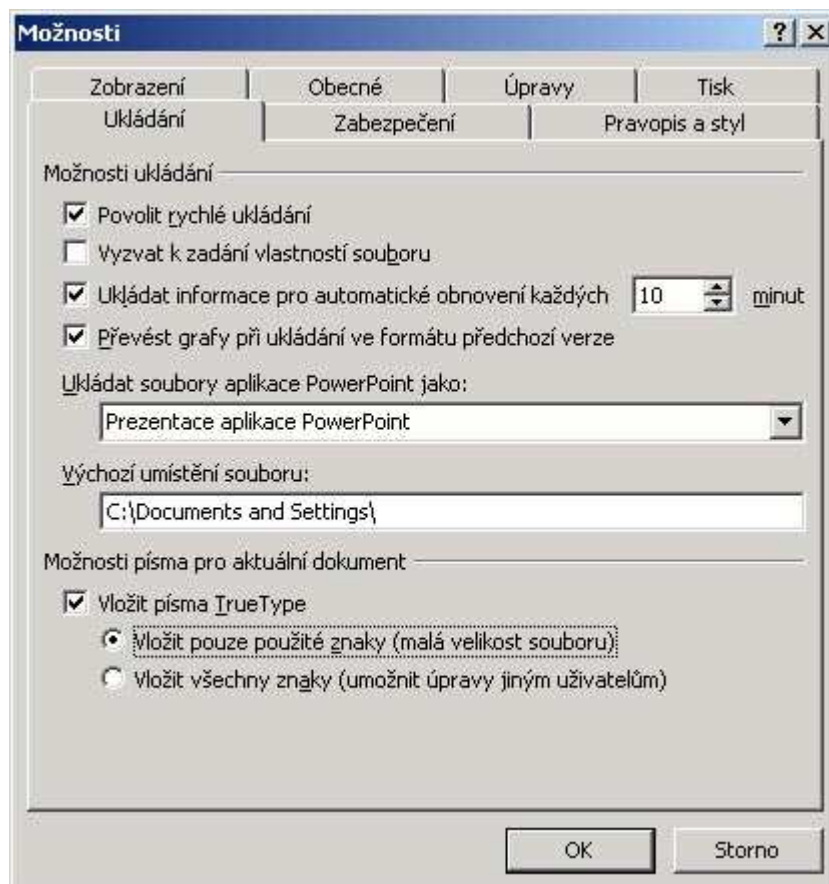 Možnosti
Zobrazení Obecné Úpravy Tisk
Ukládání Zabezpečení Pravopis a styl
Možnosti ukládání
Povolit rychlé ukládání
Vyzvat k zadání vlastností souboru
Ukládat informace pro automatické obnovení každých 10 minut
Převést grafy při ukládání ve formátu předchozí verze
Ukládat soubory aplikace PowerPoint jako:
Prezentace aplikace PowerPoint
Výchozí umístění souboru:
C:\Documents and Settings\
Možnosti písma pro aktuální dokument
Vložit písma TrueType
Vložit pouze použité znaky (malá velikost souboru)
Vložit všechny znaky (umožnit úpravy jiným uživatelům)
OK Storno